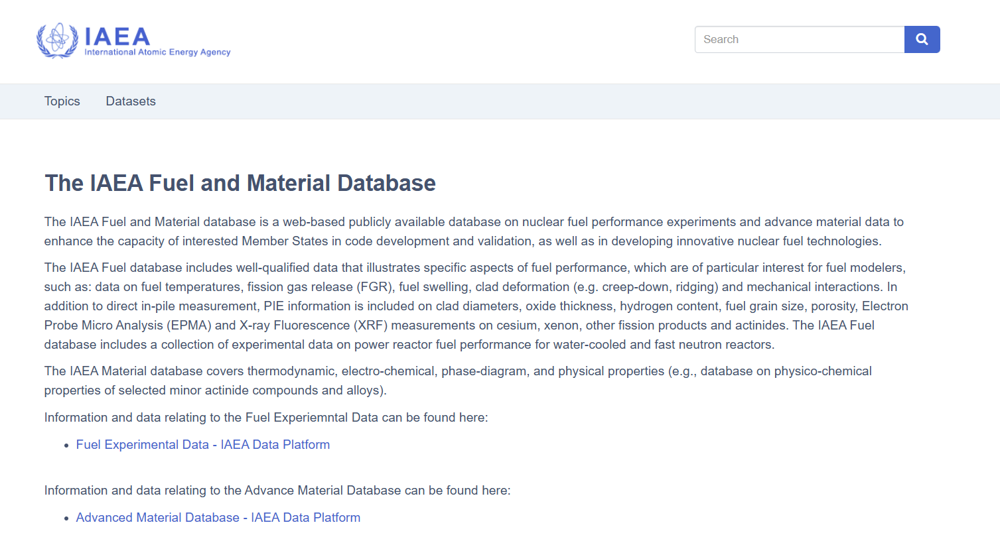 IAEA
International Atomic Energy Agency
Search
Topics Datasets
The IAEA Fuel and Material Database
The IAEA Fuel and Material database is a web-based publicly available database on nuclear fuel performance experiments and advance material data to
enhance the capacity of interested Member States in code development and validation, as well as in developing innovative nuclear fuel technologies.
The IAEA Fuel database includes well-qualified data that illustrates specific aspects of fuel performance, which are of particular interest for fuel modelers,
such as: data on fuel temperatures, fission gas release (FGR), fuel swelling, clad deformation (e.g. creep-down, ridging) and mechanical interactions. In
addition to direct in-pile measurement, PIE information is included on clad diameters, oxide thickness, hydrogen content, fuel grain size, porosity, Electron
Probe Micro Analysis (EPMA) and X-ray Fluorescence (XRF) measurements on cesium, xenon, other fission products and actinides. The IAEA Fuel
database includes a collection of experimental data on power reactor fuel performance for water-cooled and fast neutron reactors.
The IAEA Material database covers thermodynamic, electro-chemical, phase-diagram, and physical properties (e.g., database on physico-chemical
properties of selected minor actinide compounds and alloys).
Information and data relating to the Fuel Experiemntal Data can be found here:
• Fuel Experimental Data - IAEA Data Platform
Information and data relating to the Advance Material Database can be found here:
• Advanced Material Database - IAEA Data Platform